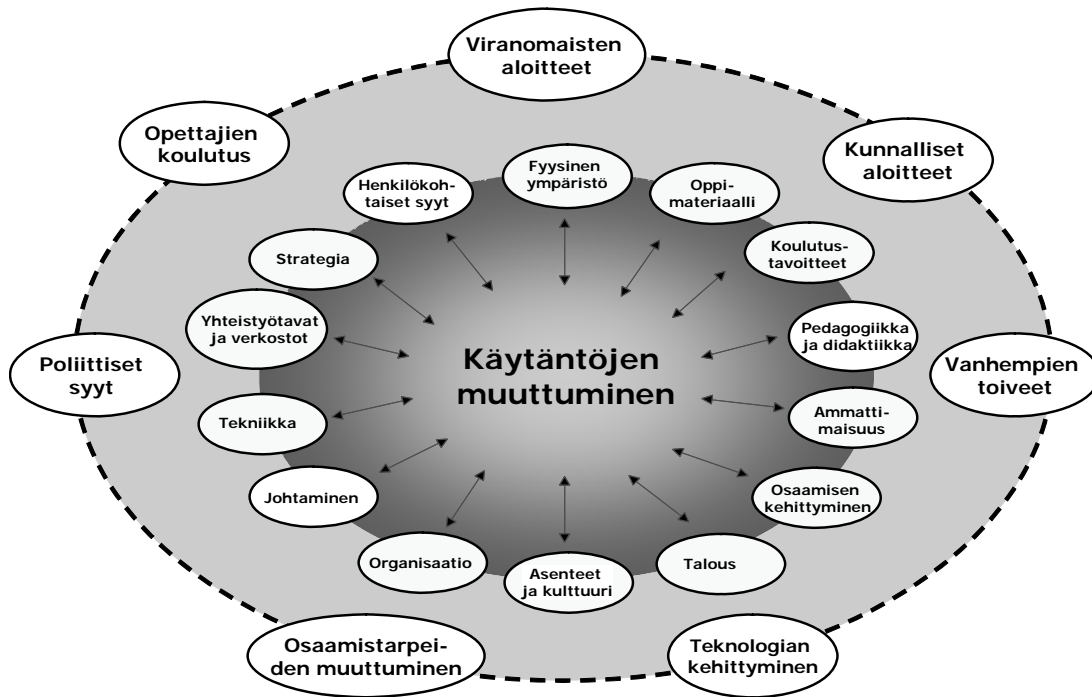 Viranomaisten
aloitteet
Opettajien
koulutus
Kunnalliset
aloitteet
Fyysinen
ympäristö
Henkilökoh-
taiset syyt
Oppi-
materiaalli
Strategia
Koulutus-
tavoitteet
Yhteistyötavat
ja verkostot
Pedagogiikka
ja didaktiikka
Poliittiset
syyt
Käytäntöjen
muuttuminen
Vanhempien
toiveet
Tekniikka
Ammatti-
maisuus
Johtaminen
Osaamisen
kehittyminen
Organisaatio
Asenteet
ja kulttuuri
Talous
Osaamistarpei-
den muuttuminen
Teknologian
kehittyminen